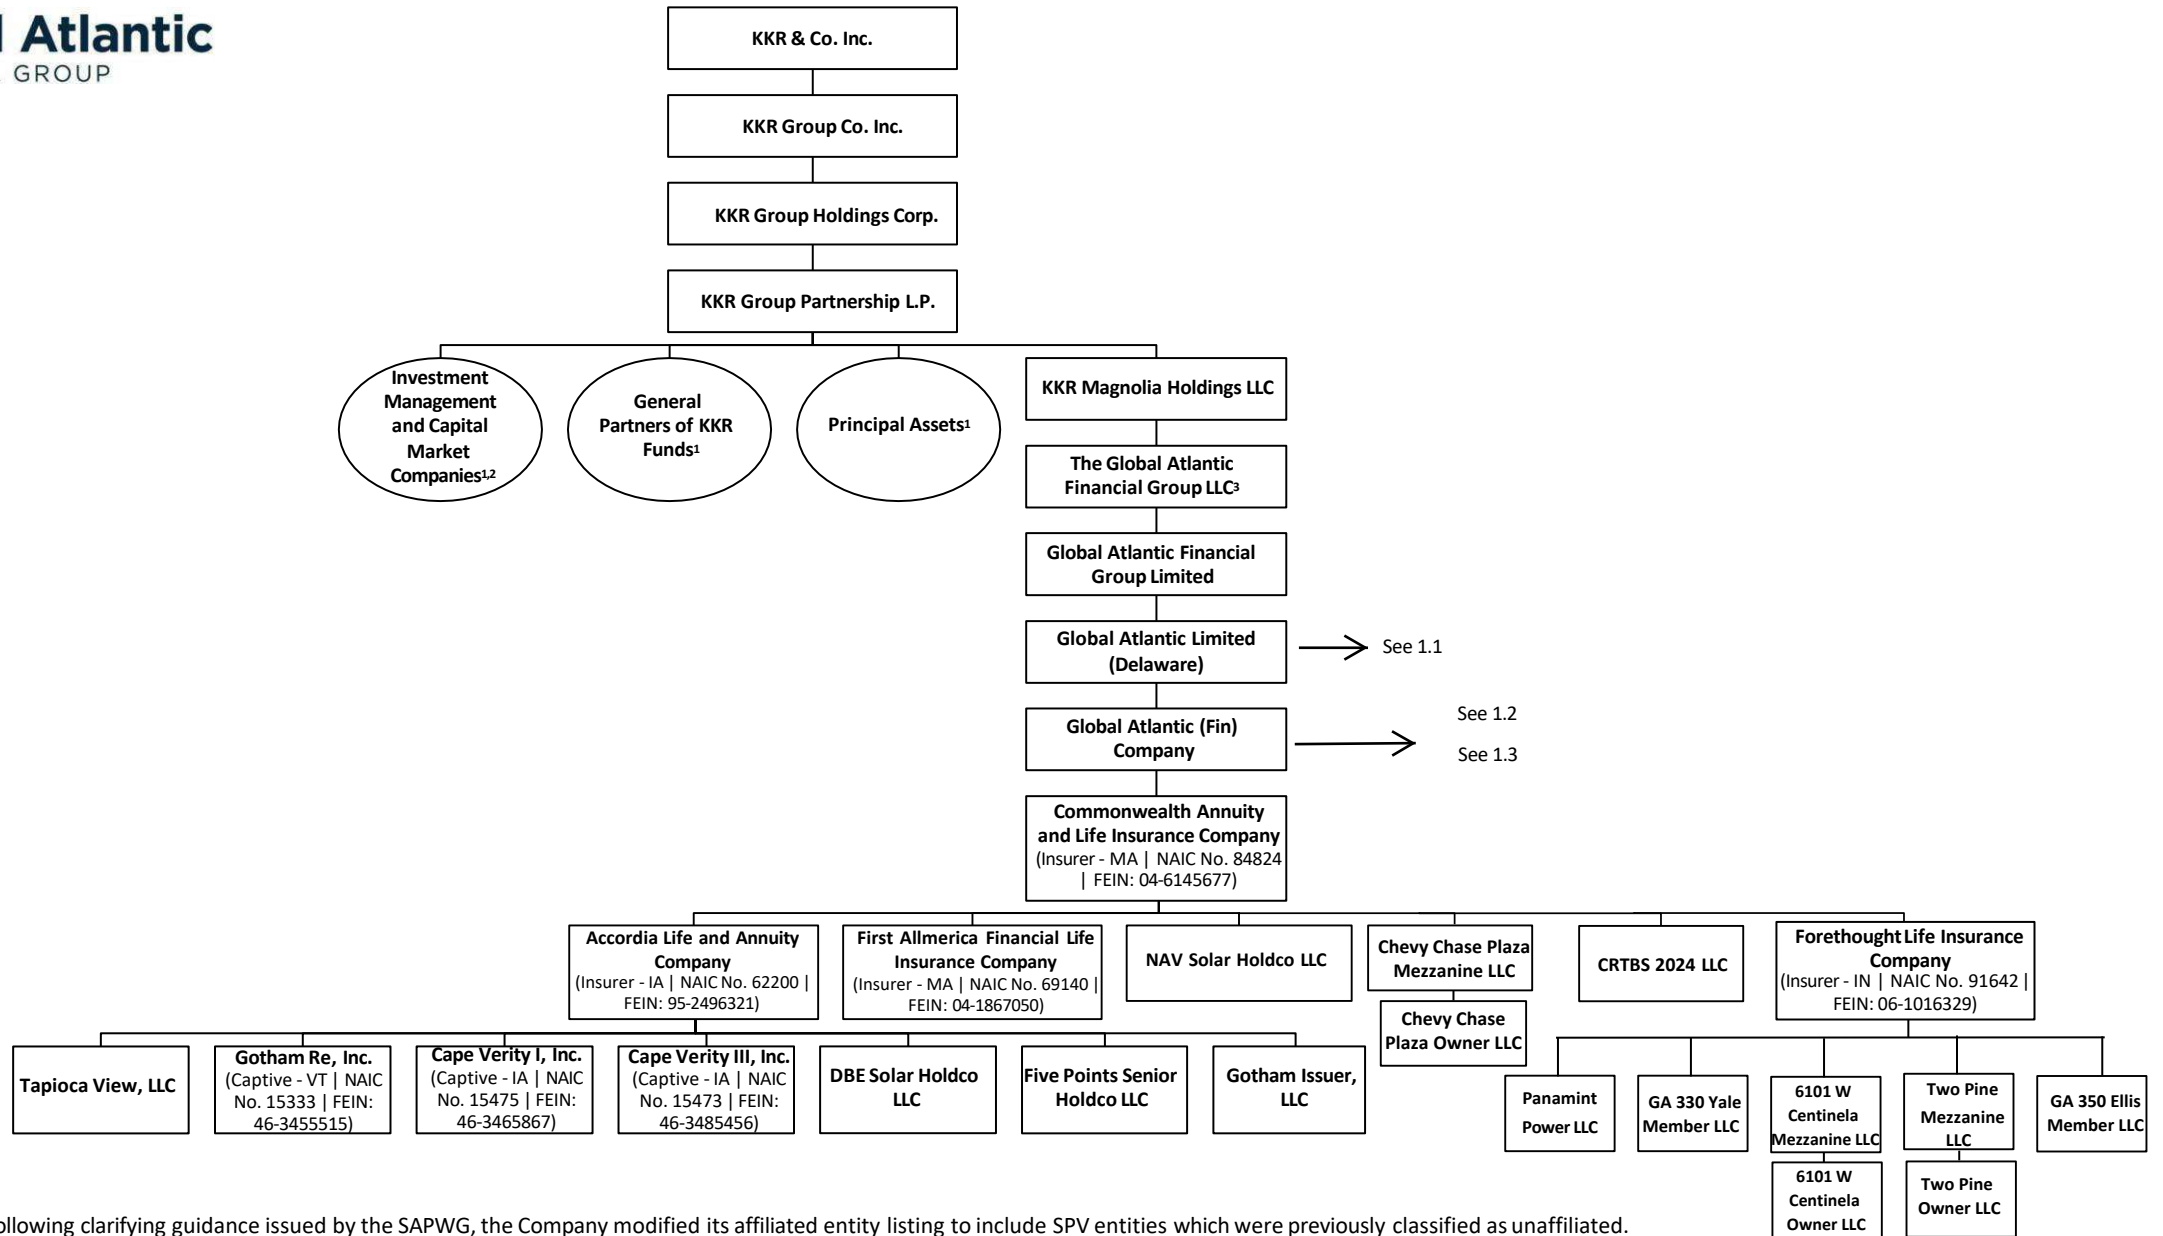 Atlantic
GROUP
KKR & Co. Inc.
KKR Group Co. Inc.
KKR Group Holdings Corp.
KKR Group Partnership L.P.
Investment
Management
and Capital
Market
Companies1,2
General
Partners of KKR
Funds1
Principal Assets1
KKR Magnolia Holdings LLC
The Global Atlantic
Financial Group LLC3
Global Atlantic Financial
Group Limited
Global Atlantic Limited
(Delaware)
See 1.1
Global Atlantic (Fin)
Company
See 1.2
See 1.3
Commonwealth Annuity
and Life Insurance Company
(Insurer - MA | NAIC No. 84824
| FEIN: 04-6145677)
Accordia Life and Annuity
Company
(Insurer - IA | NAIC No. 62200 |
FEIN: 95-2496321)
First Allmerica Financial Life
Insurance Company
(Insurer - MA | NAIC No. 69140 |
FEIN: 04-1867050)
NAV Solar Holdco LLC
Chevy Chase Plaza
Mezzanine LLC
Chevy Chase
Plaza Owner LLC
CRTBS 2024 LLC
Forethought Life Insurance
Company
(Insurer - IN | NAIC No. 91642 |
FEIN: 06-1016329)
Tapioca View, LLC
Gotham Re, Inc.
(Captive - VT | NAIC
No. 15333 | FEIN:
46-3455515)
Cape Verity I, Inc.
(Captive - IA | NAIC
No. 15475 | FEIN:
46-3465867)
Cape Verity III, Inc.
(Captive - IA | NAIC
No. 15473 | FEIN:
46-3485456)
DBE Solar Holdco
LLC
Five Points Senior
Holdco LLC
Gotham Issuer,
LLC
Panamint
Power LLC
GA 330 Yale
Member LLC
6101 W
Centinela
Mezzanine LLC
Two Pine
Mezzanine
LLC
GA 350 Ellis
Member LLC
6101 W
Centinela
Owner LLC
Two Pine
Owner LLC
ollowing clarifying guidance issued by the SAPWG, the Company modified its affiliated entity listing to include SPV entities which were previously classified as unaffiliated.